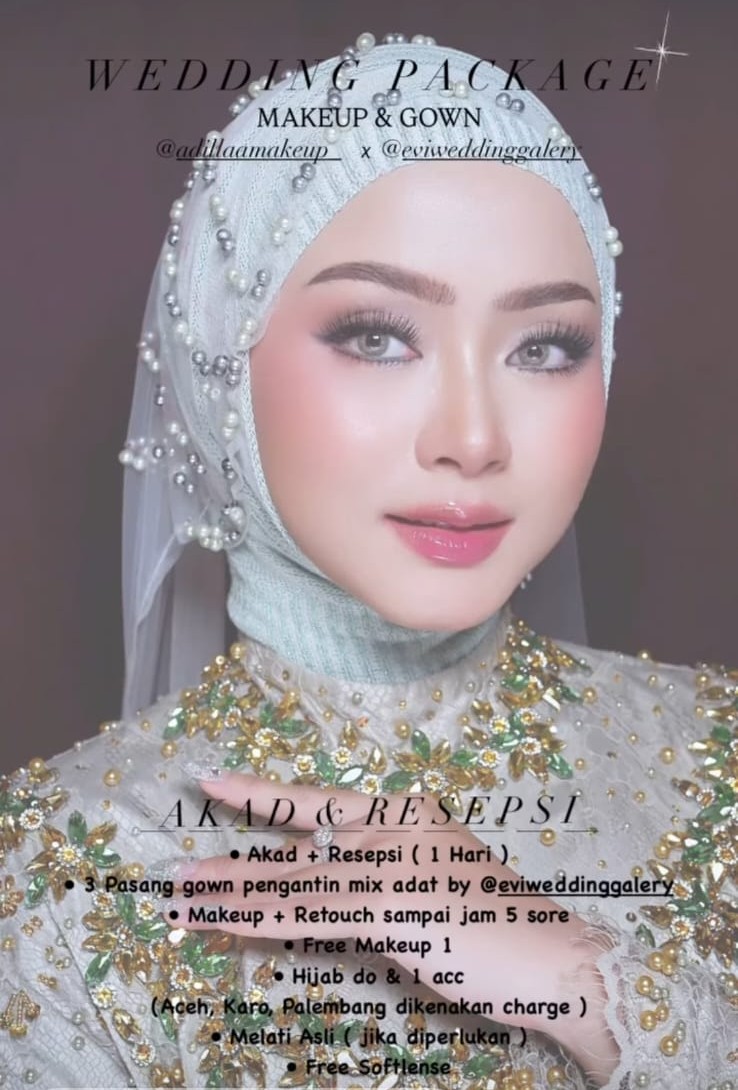 WEDDING PACKAGE
MAKEUP & GOWN
@adillaamakeup_ x @eviweddinggalery
AKAD & RESEPSI
• Akad + Resepsi ( 1 Hari )
• 3 Pasang gown pengantin mix adat by @eviweddinggalery
• Makeup + Retouch sampai jam 5 sore
• Free Makeup 1
• Hijab do & 1 acc
(Aceh, Karo, Palembang dikenakan charge )
• Melati Asli ( jika diperlukan )
• Free Softlense